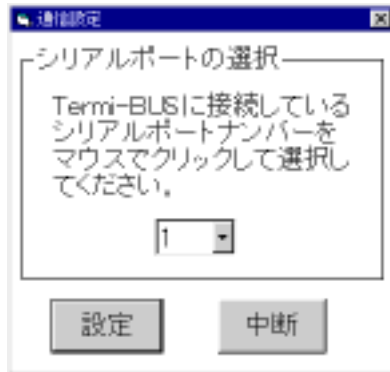 通信設定
シリアルポートの選択
Termi-BUSに接続している
シリアルポートナンバーを
マウスでクリックして選択し
てください。
1
設定
中断